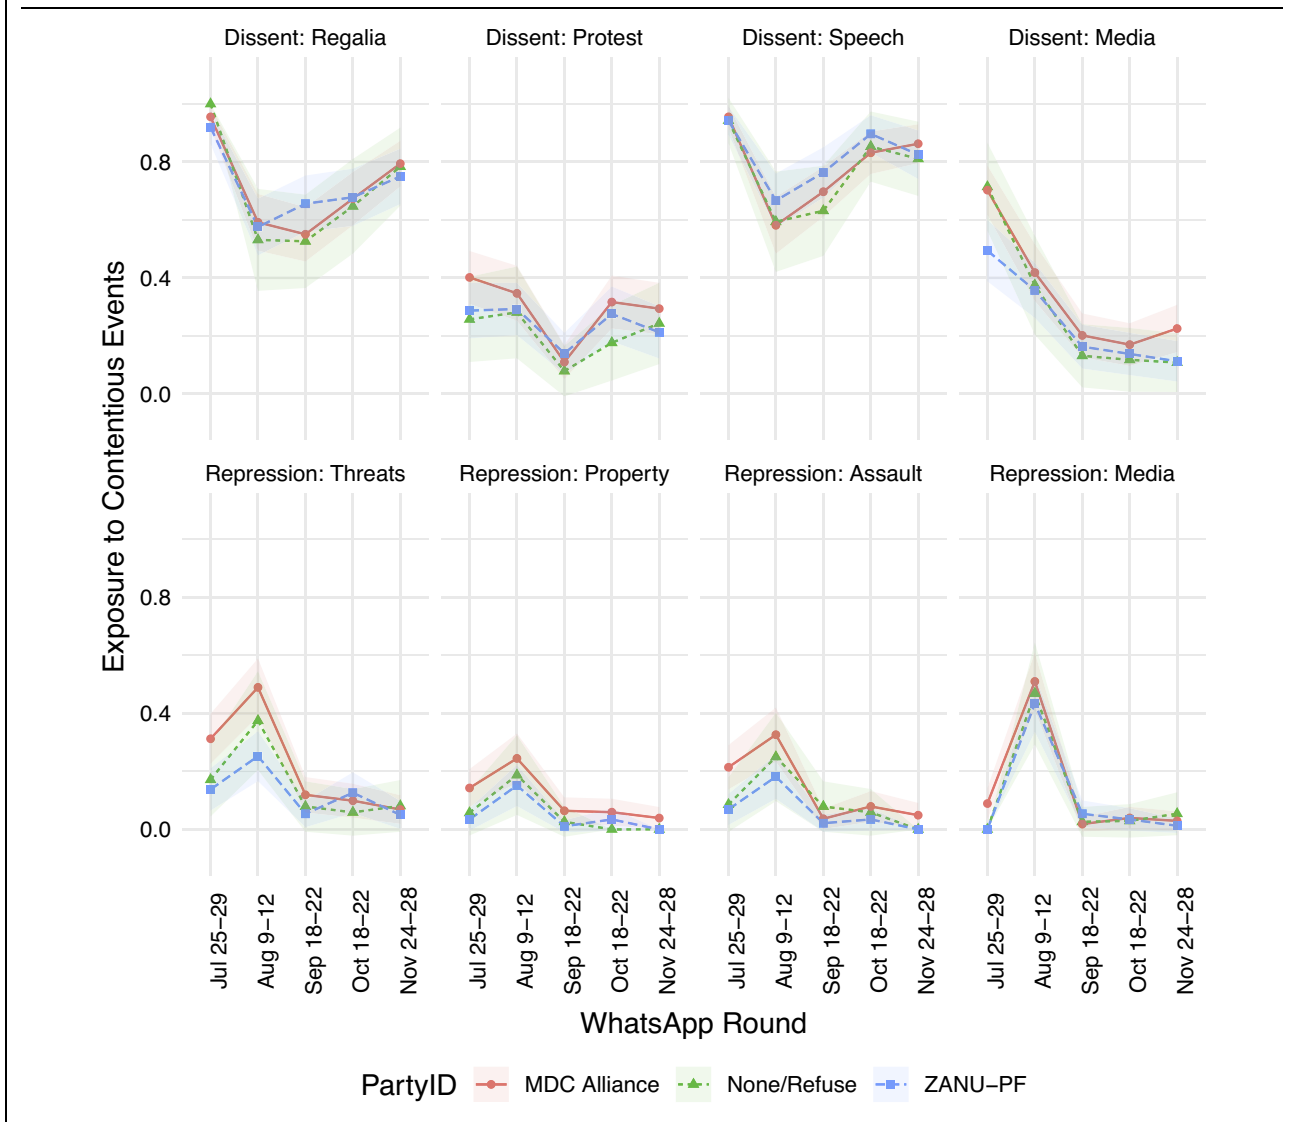 Dissent: Regalia Dissent: Protest Dissent: Speech Dissent: Media
0.8
0.4
0.0
Exposure to Contentious Events
Repression: Threats Repression: Property Repression: Assault Repression: Media
0.8
0.4
0.0
Jul 25–29 Aug 9–12 Sep 18–22 Oct 18–22 Nov 24–28 Jul 25–29 Aug 9–12 Sep 18–22 Oct 18–22 Nov 24–28 Jul 25–29 Aug 9–12 Sep 18–22 Oct 18–22 Nov 24–28 Jul 25–29 Aug 9–12 Sep 18–22 Oct 18–22 Nov 24–28
WhatsApp Round
PartyID MDC Alliance None/Refuse ZANU–PF